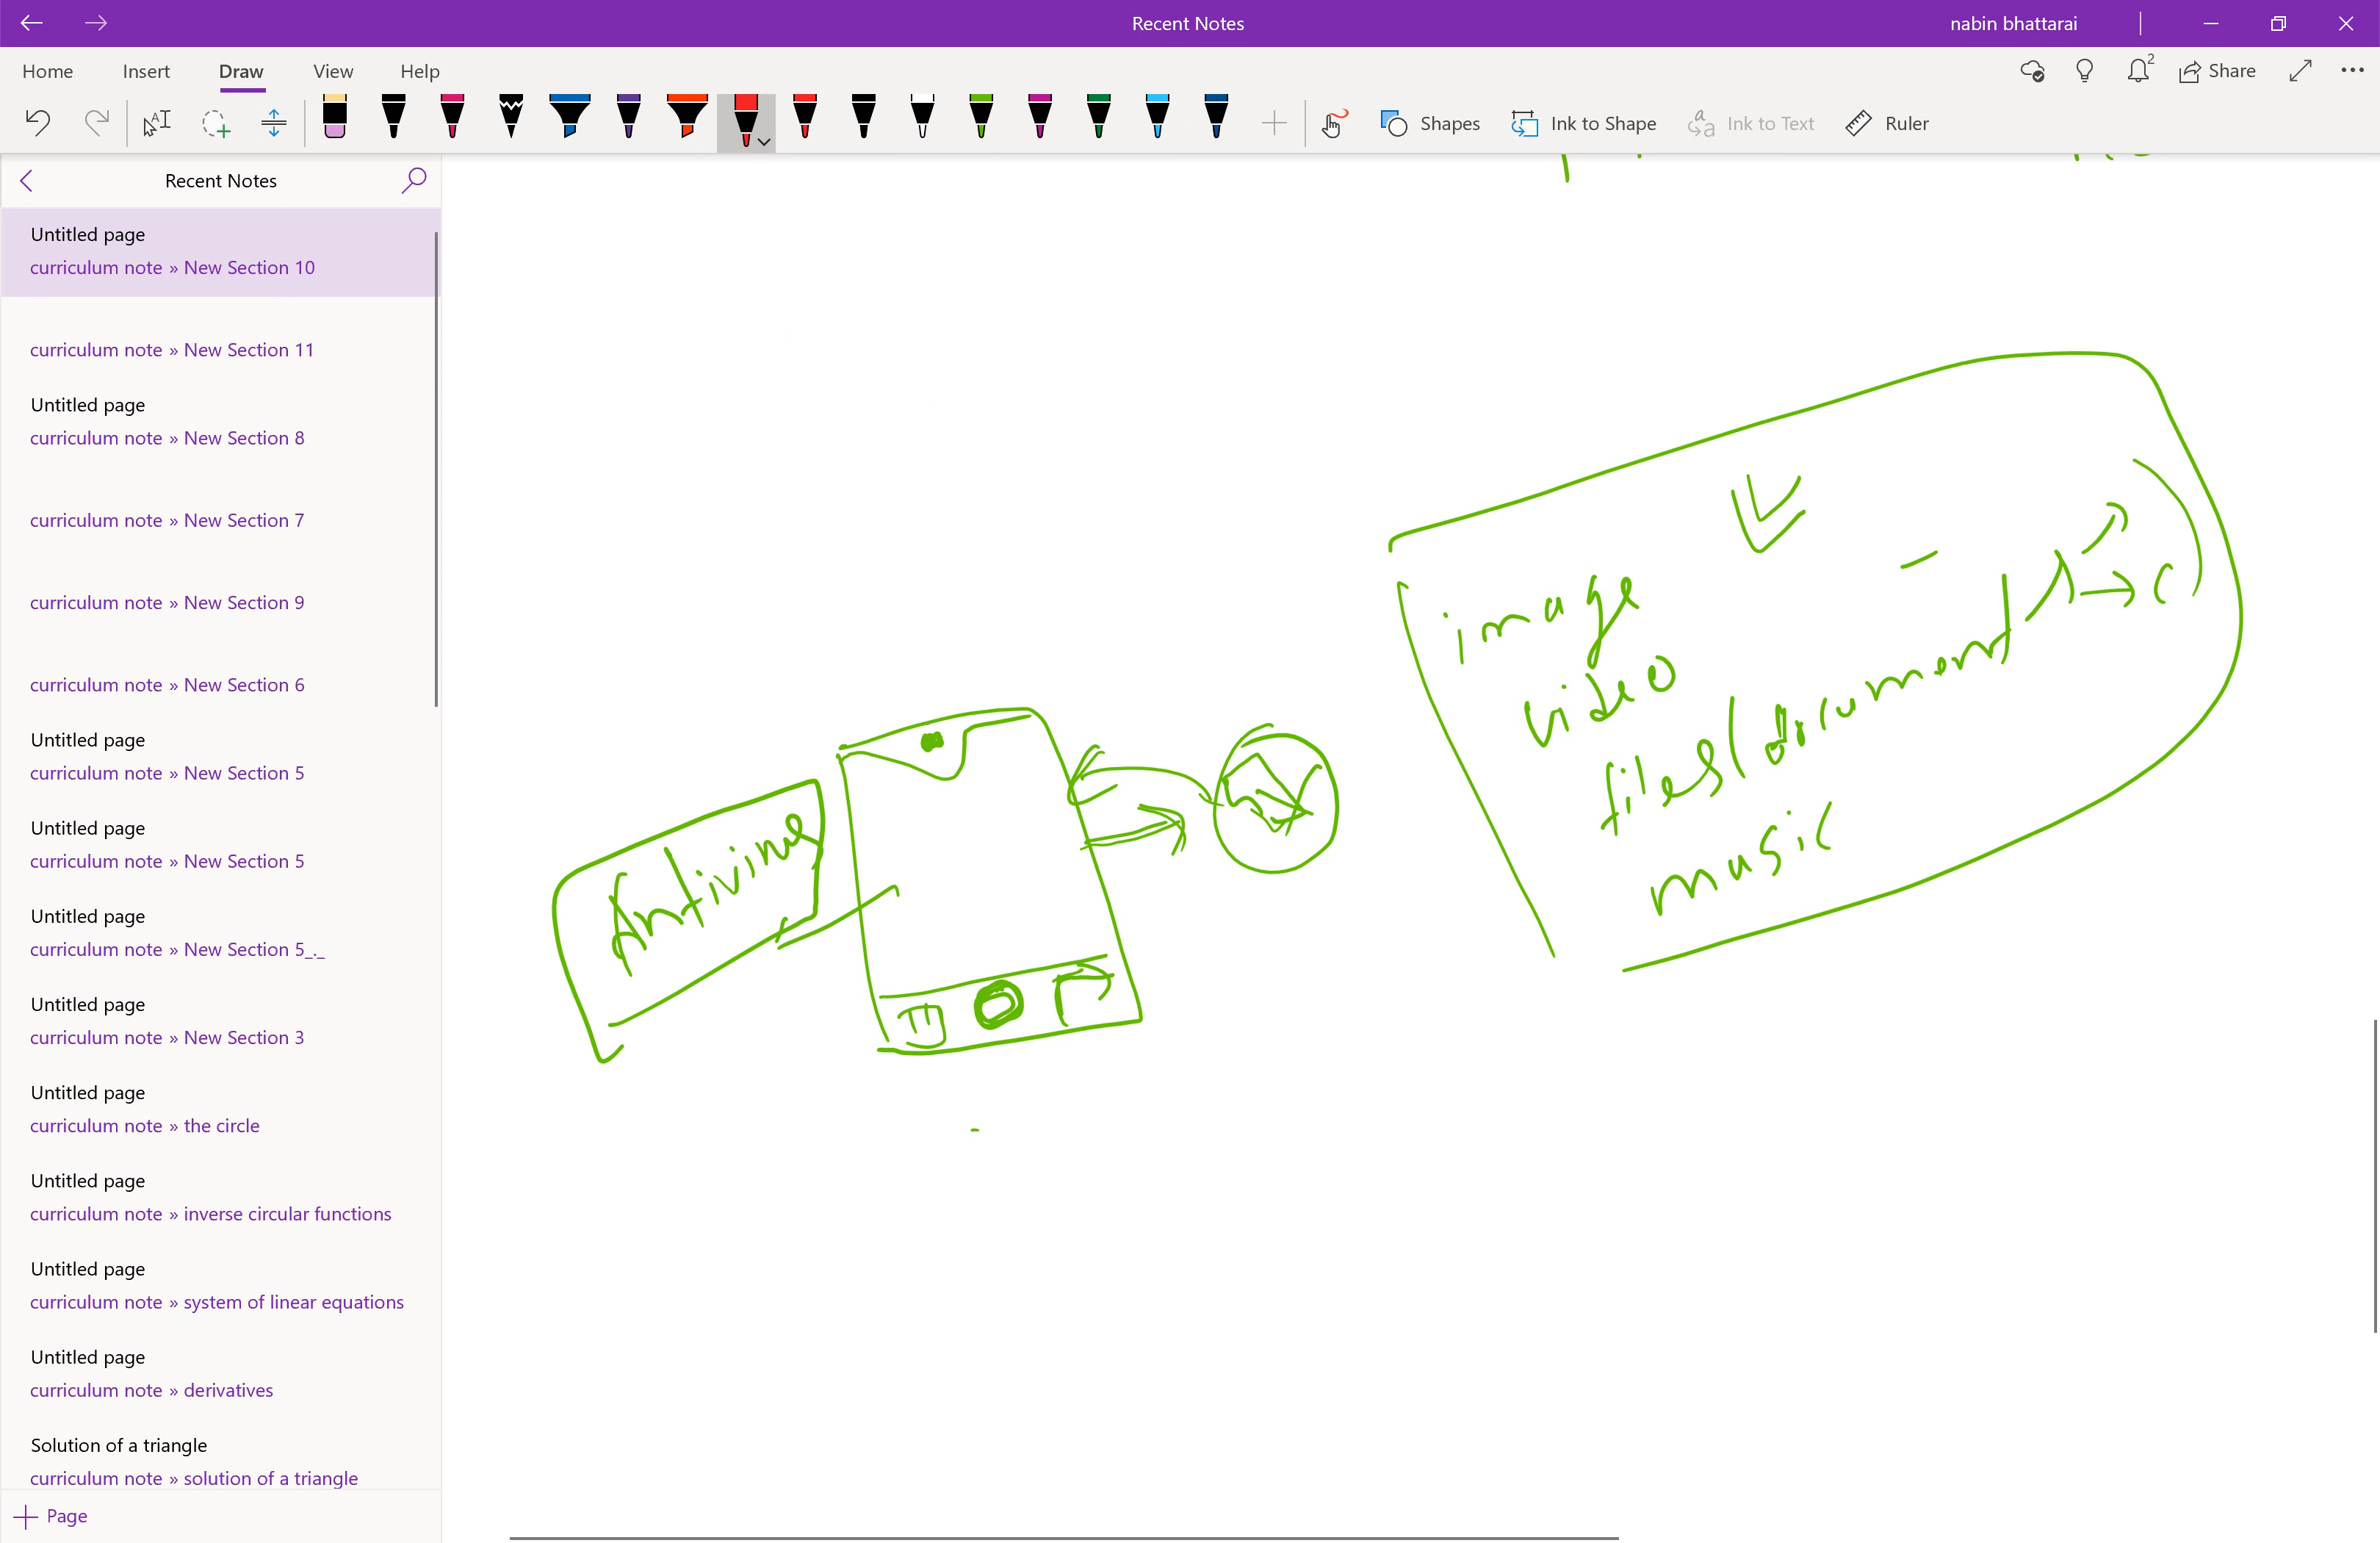 Recent Notes
nabin bhattarai
Home
Insert
Draw
View
Help
2
Share
Shapes
Ink to Shape
Ink to Text
Ruler
Recent Notes
Untitled page
curriculum note » New Section 10
curriculum note » New Section 11
Untitled page
curriculum note » New Section 8
curriculum note » New Section 7
curriculum note » New Section 9
curriculum note » New Section 6
Untitled page
curriculum note » New Section 5
Untitled page
curriculum note » New Section 5
Untitled page
curriculum note » New Section 5_._
Untitled page
curriculum note » New Section 3
Untitled page
curriculum note » the circle
Untitled page
curriculum note » inverse circular functions
Untitled page
curriculum note » system of linear equations
Untitled page
curriculum note » derivatives
Solution of a triangle
curriculum note » solution of a triangle
Page
image
video
files (document
music
Antivirus